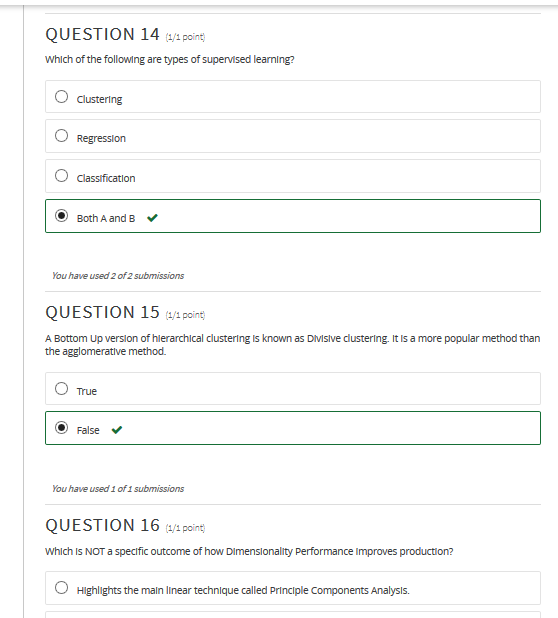 QUESTION 14 (1/1 point)
Which of the following are types of supervised learning?
Clustering
Regression
Classification
Both A and B
You have used 2 of 2 submissions
QUESTION 15 (1/1 point)
A Bottom Up version of hierarchical clustering is known as Divisive clustering. It is a more popular method than
the agglomerative method.
True
False
You have used 1 of 1 submissions
QUESTION 16 (1/1 point)
Which is NOT a specific outcome of how Dimensionality Performance improves production?
Highlights the main linear technique called Principle Components Analysis.